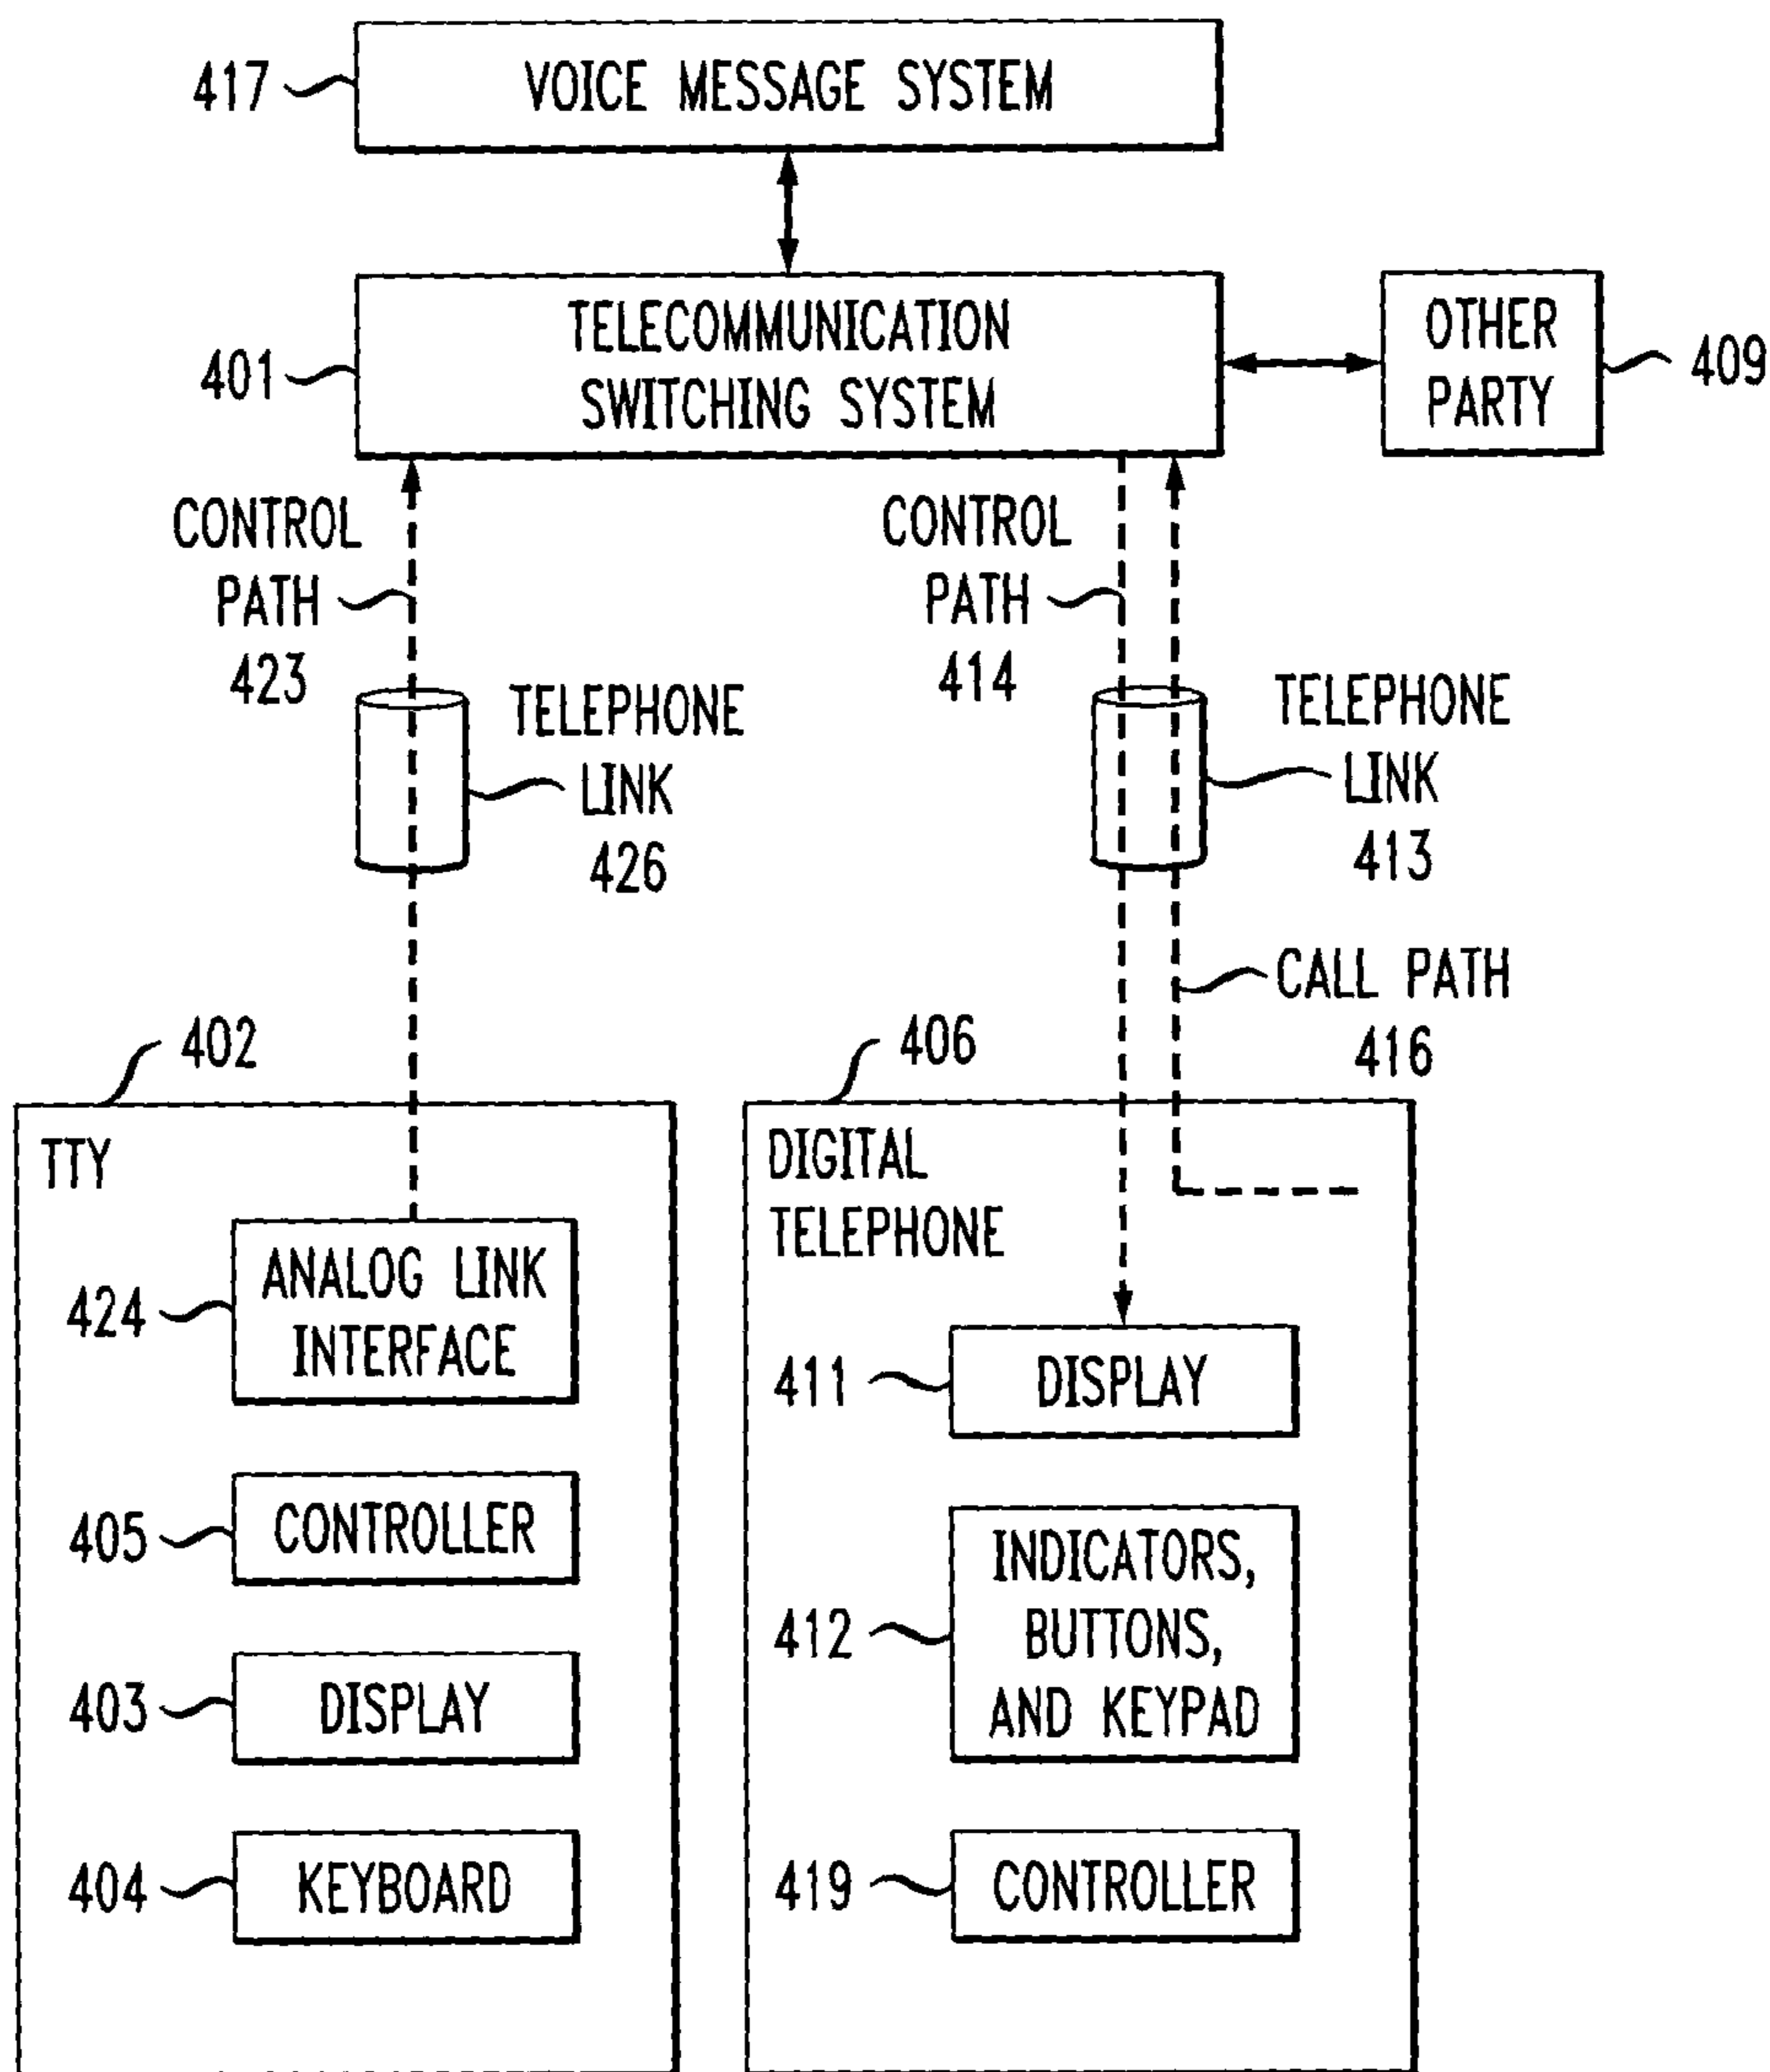 417
VOICE MESSAGE SYSTEM
401
TELECOMMUNICATION
SWITCHING SYSTEM
OTHER
PARTY
409
CONTROL
PATH
423
CONTROL
PATH
414
TELEPHONE
LINK
426
TELEPHONE
LINK
413
CALL PATH
416
402
TTY
424
ANALOG LINK
INTERFACE
405
CONTROLLER
403
DISPLAY
404
KEYBOARD
406
DIGITAL
TELEPHONE
411
DISPLAY
412
INDICATORS,
BUTTONS,
AND KEYPAD
419
CONTROLLER